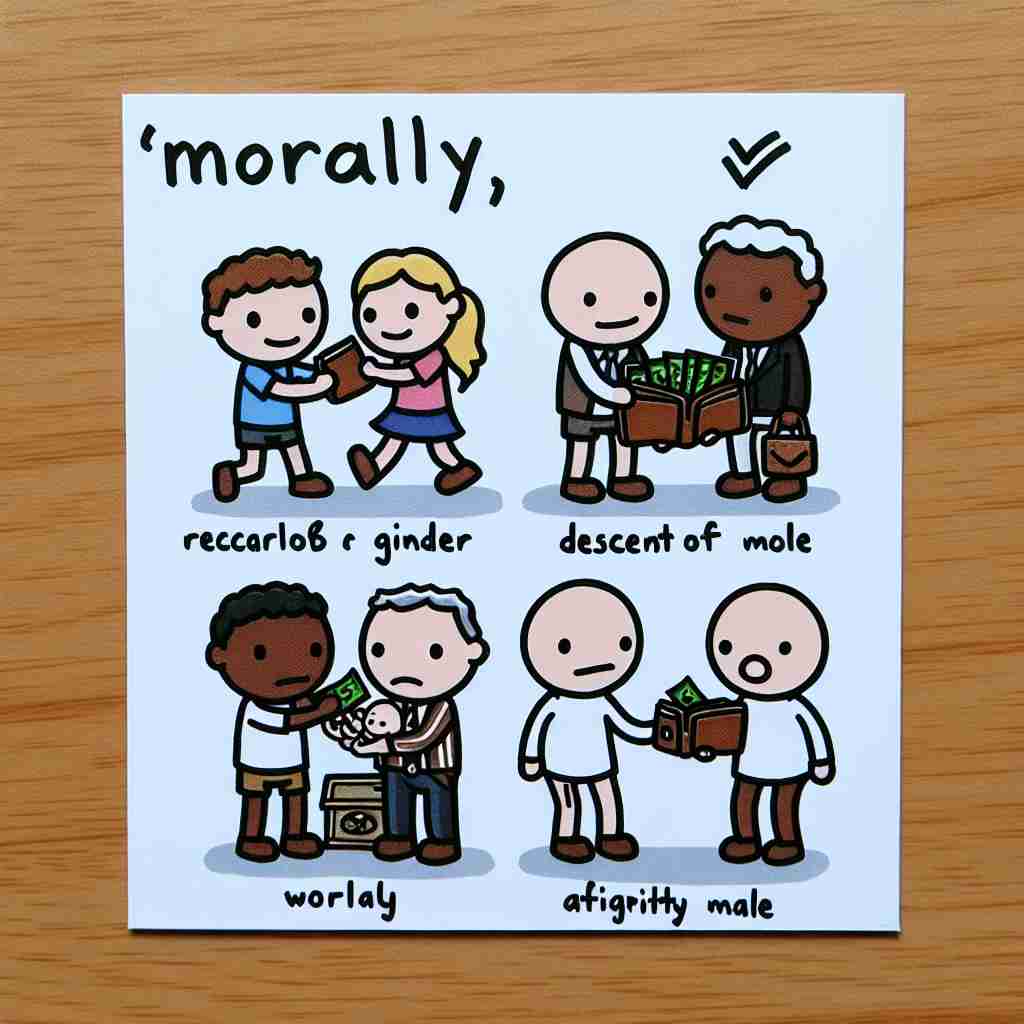 ‘morally,
reccarloB r ginder
descent of mole
worlaly
afigritty male